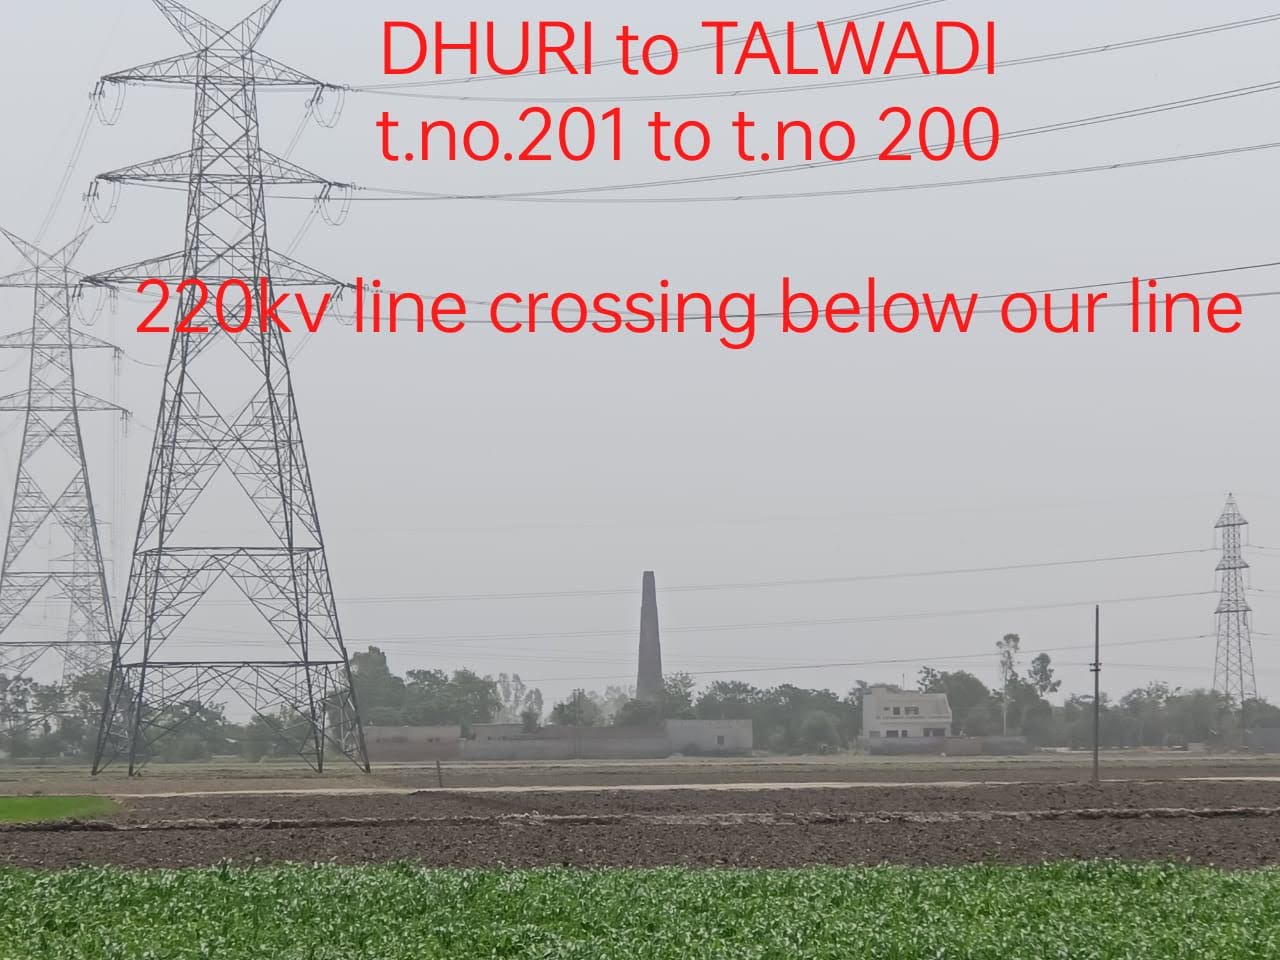 DHURI to TALWADI
t.no.201 to t.no 200
220kv line crossing below our line